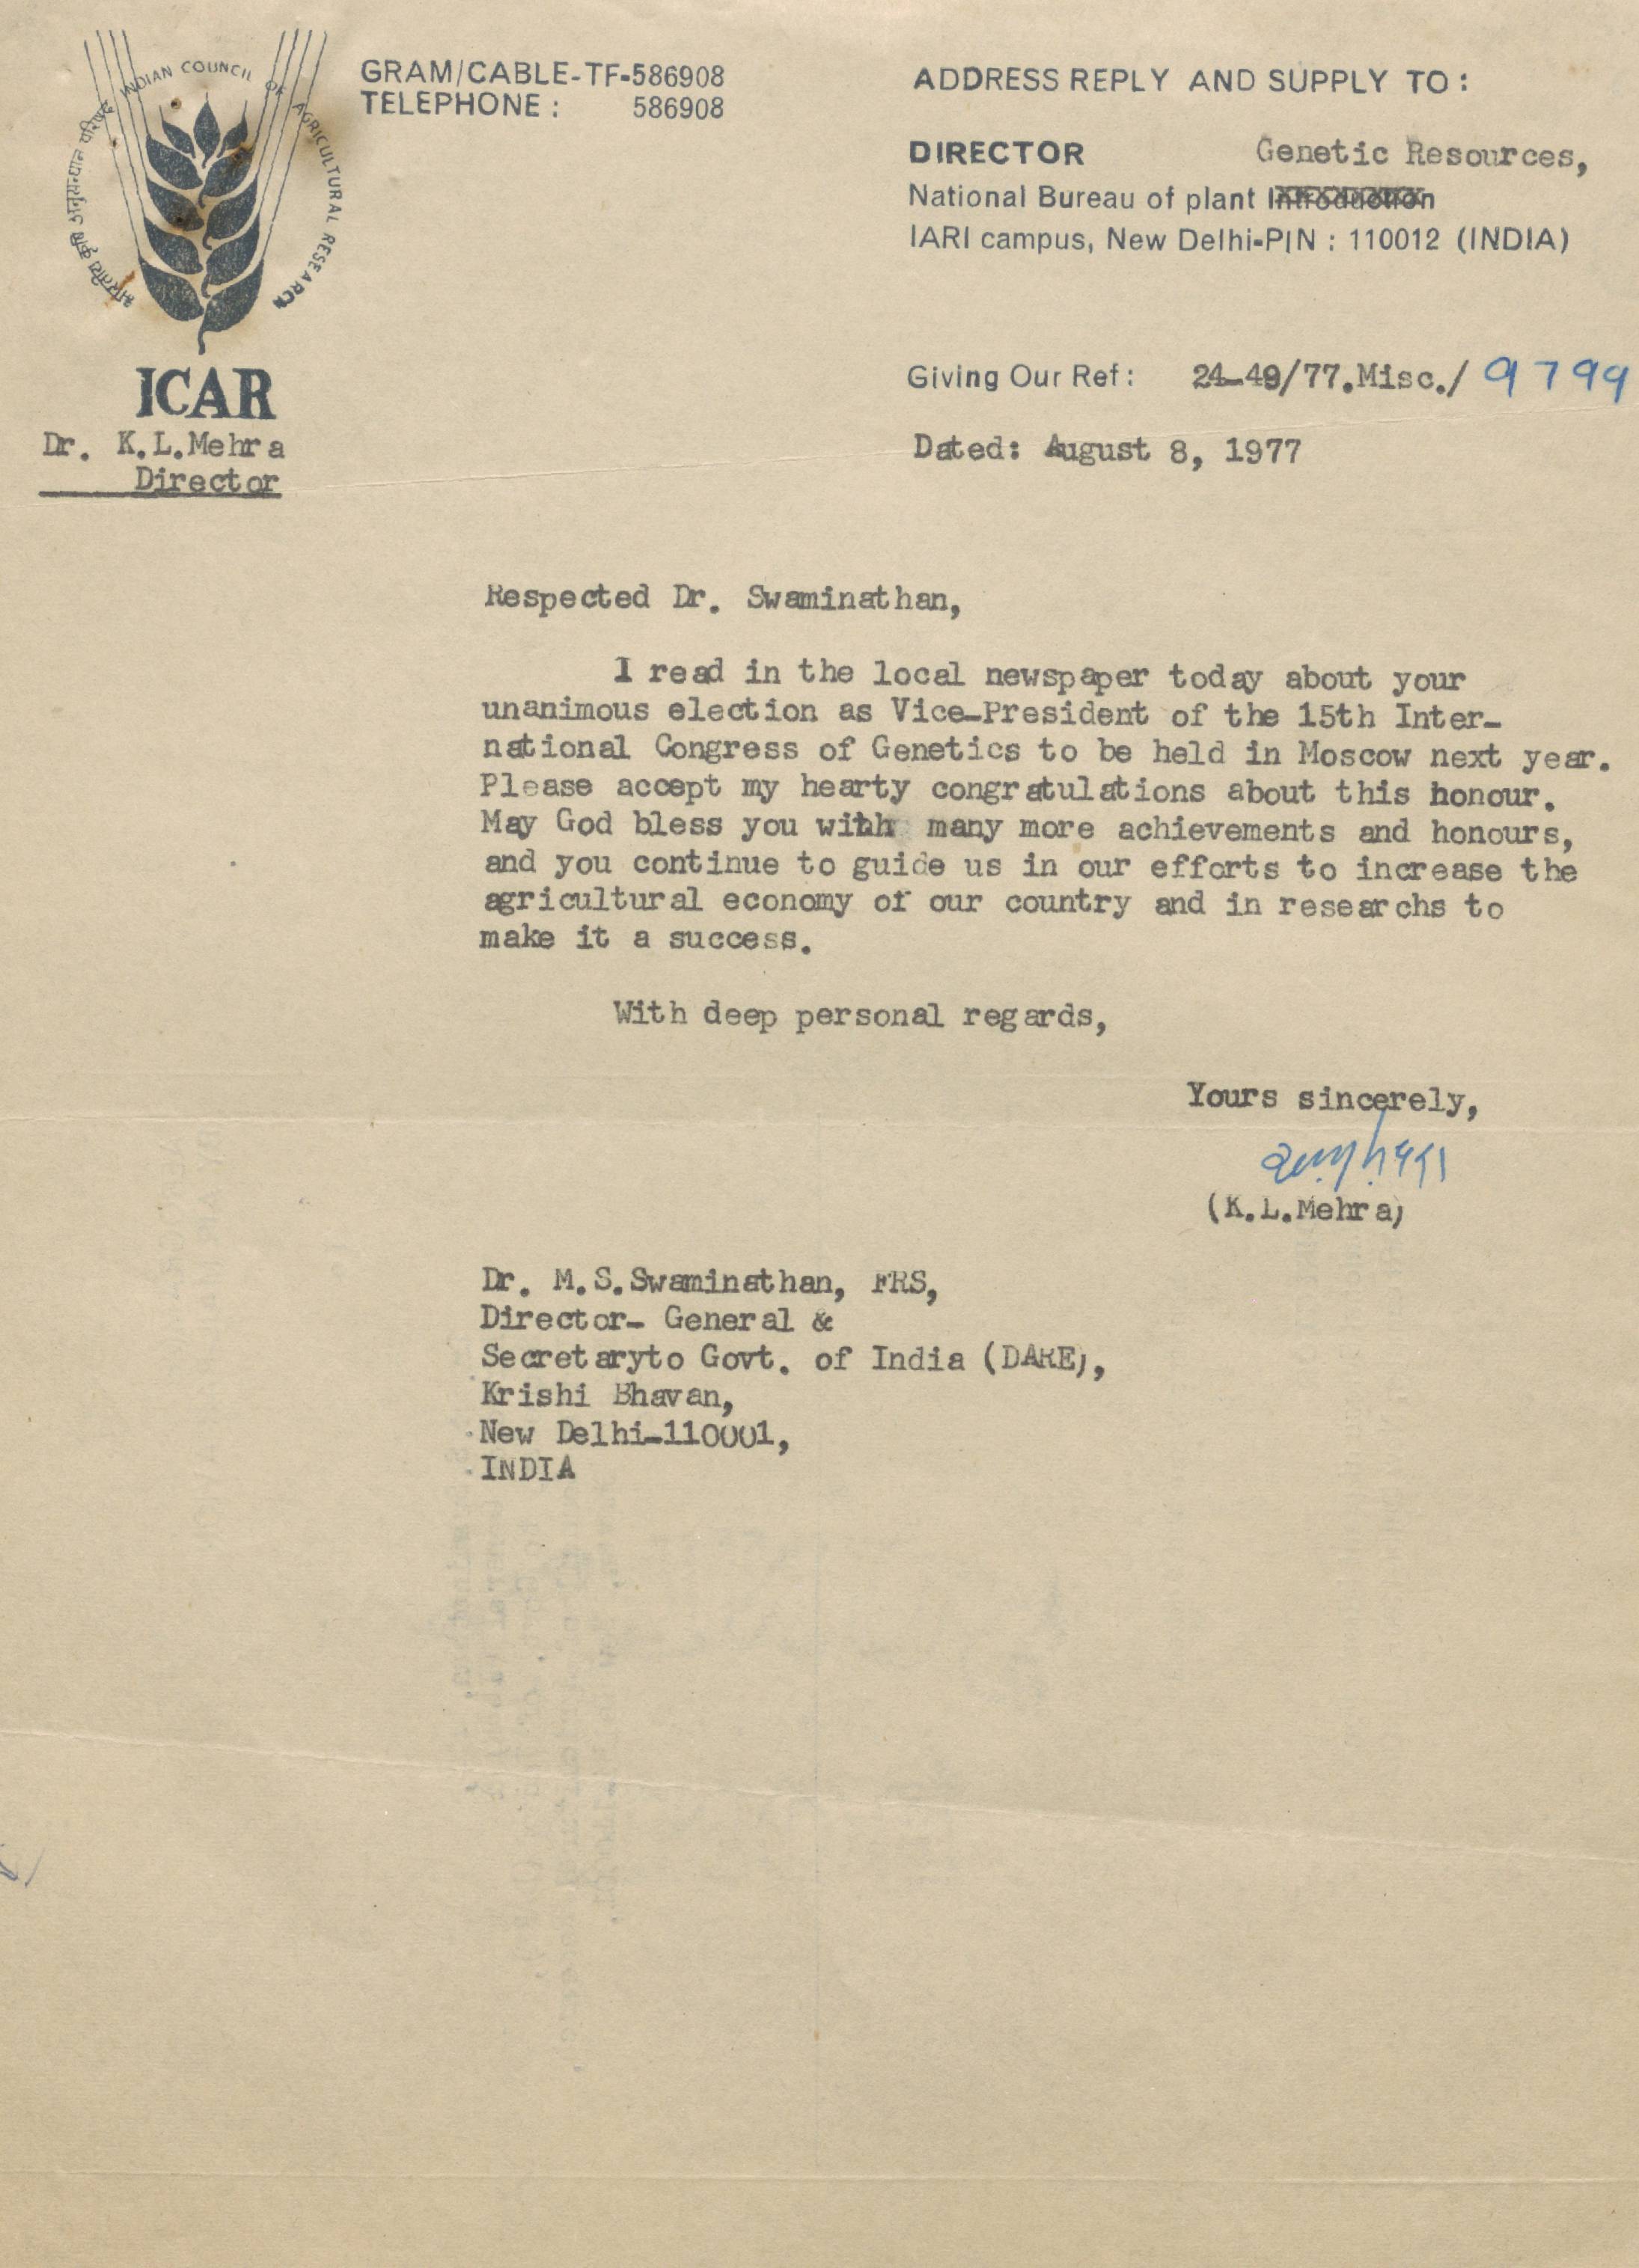 भारतीय कृषि अनुसन्धान परिषद INDIAN COUNCIL OF AGRICULTURAL RESEARCH
ICAR
GRAM/CABLE-TF-586908
TELEPHONE : 586908
Dr. K.L.Mehra
Director
ADDRESS REPLY AND SUPPLY TO :
DIRECTOR Genetic Resources,
National Bureau of plant Introduction
IARI campus, New Delhi-PIN : 110012 (INDIA)
Giving Our Ref: 24-49/77.Misc./ 9799
Dated: August 8, 1977
Respected Dr. Swaminathan,
I read in the local newspaper today about your
unanimous election as Vice-President of the 15th Inter-
national Congress of Genetics to be held in Moscow next year.
Please accept my hearty congratulations about this honour.
May God bless you with many more achievements and honours,
and you continue to guide us in our efforts to increase the
agricultural economy of our country and in researchs to
make it a success.
With deep personal regards,
Yours sincerely,
(K.L.Mehra)
Dr. M.S.Swaminathan, FRS,
Director- General &
Secretaryto Govt. of India (DARE),
Krishi Bhavan,
New Delhi-110001,
INDIA